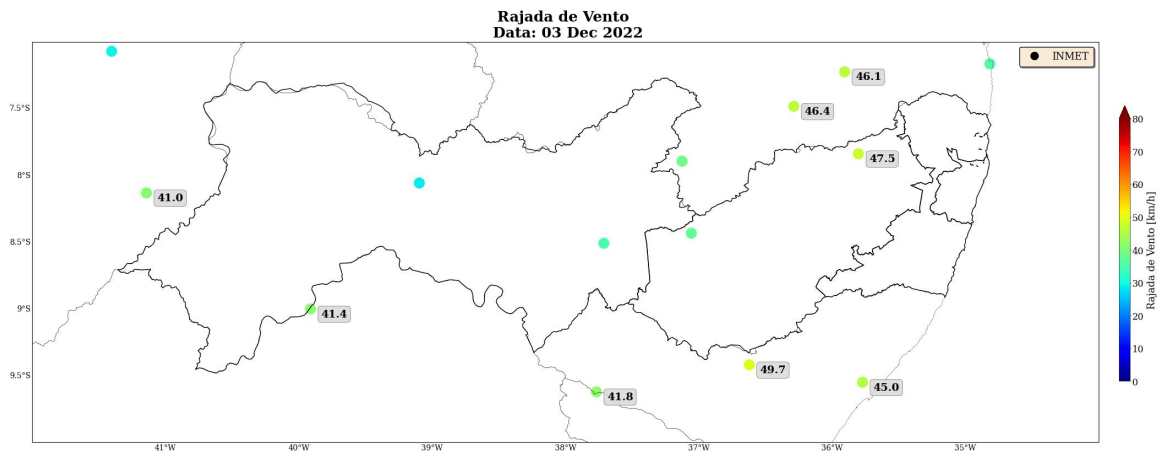 Rajada de Vento
Data: 03 Dec 2022
INMET
46.1
46.4
47.5
41.0
41.4
49.7
45.0
41.8
7.5°S
8°S
8.5°S
9°S
9.5°S
41°W
40°W
39°W
38°W
37°W
36°W
35°W
80
70
60
50
40
30
20
10
0
Rajada de Vento [km/h]